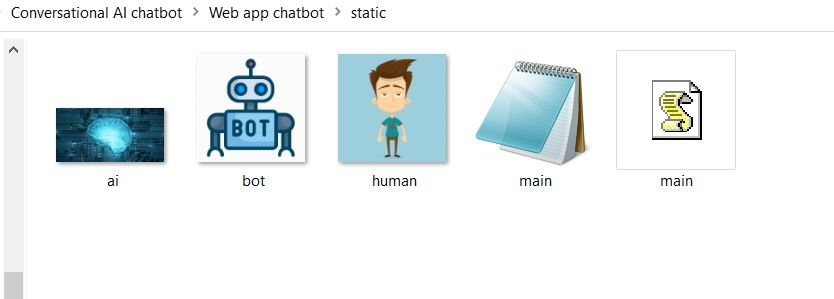 Conversational AI chatbot > Web app chatbot > static
BOT
ai
bot
human
main
main